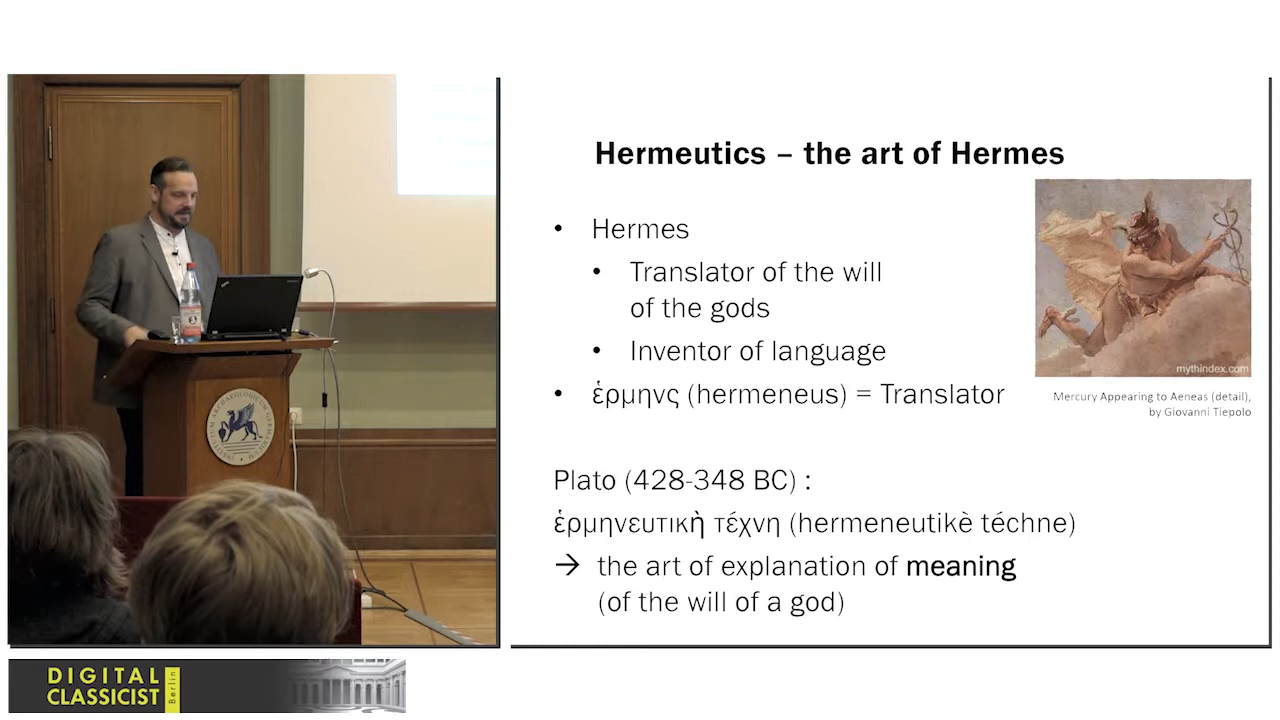 Hermeutics – the art of Hermes
• Hermes
• Translator of the will
of the gods
• Inventor of language
• ἑρμηνς (hermeneus) = Translator
mythindex.com
Mercury Appearing to Aeneas (detail),
by Giovanni Tiepolo
Plato (428-348 BC) :
ἑρμηνευτικὴ τέχνη (hermeneutikè téchne)
→ the art of explanation of meaning
(of the will of a god)
DIGITAL
CLASSICIST
Berlin